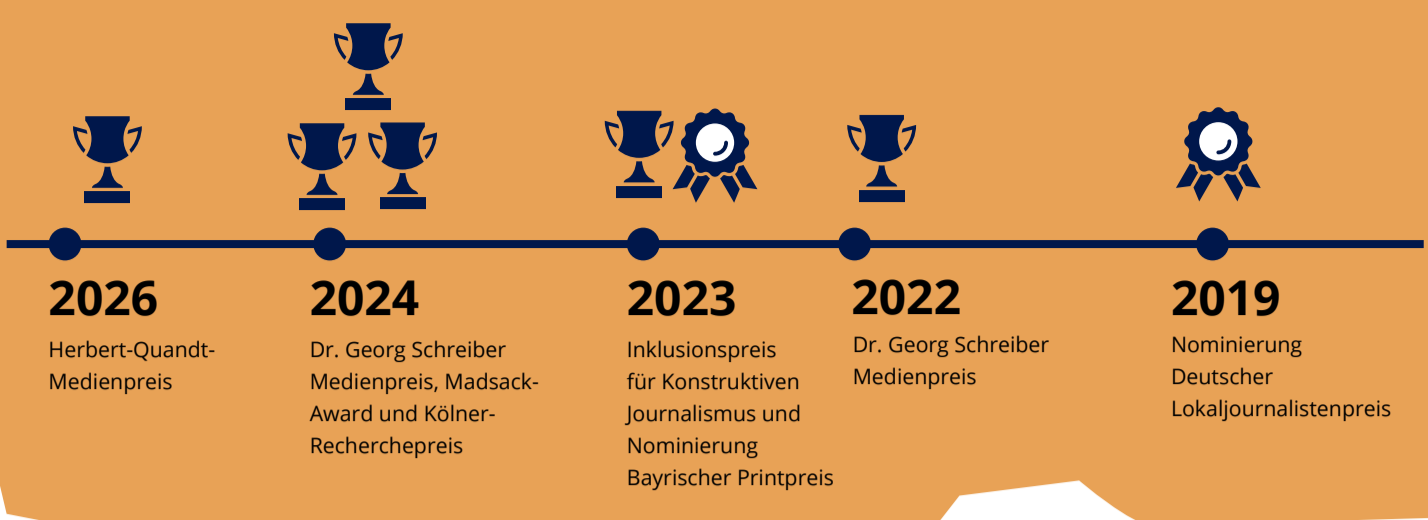 2026
Herbert-Quandt-
Medienpreis
2024
Dr. Georg Schreiber
Medienpreis, Madsack-
Award und Kölner-
Recherchepreis
2023
Inklusionspreis
für Konstruktiven
Journalismus und
Nominierung
Bayrischer Printpreis
2022
Dr. Georg Schreiber
Medienpreis
2019
Nominierung
Deutscher
Lokaljournalistenpreis